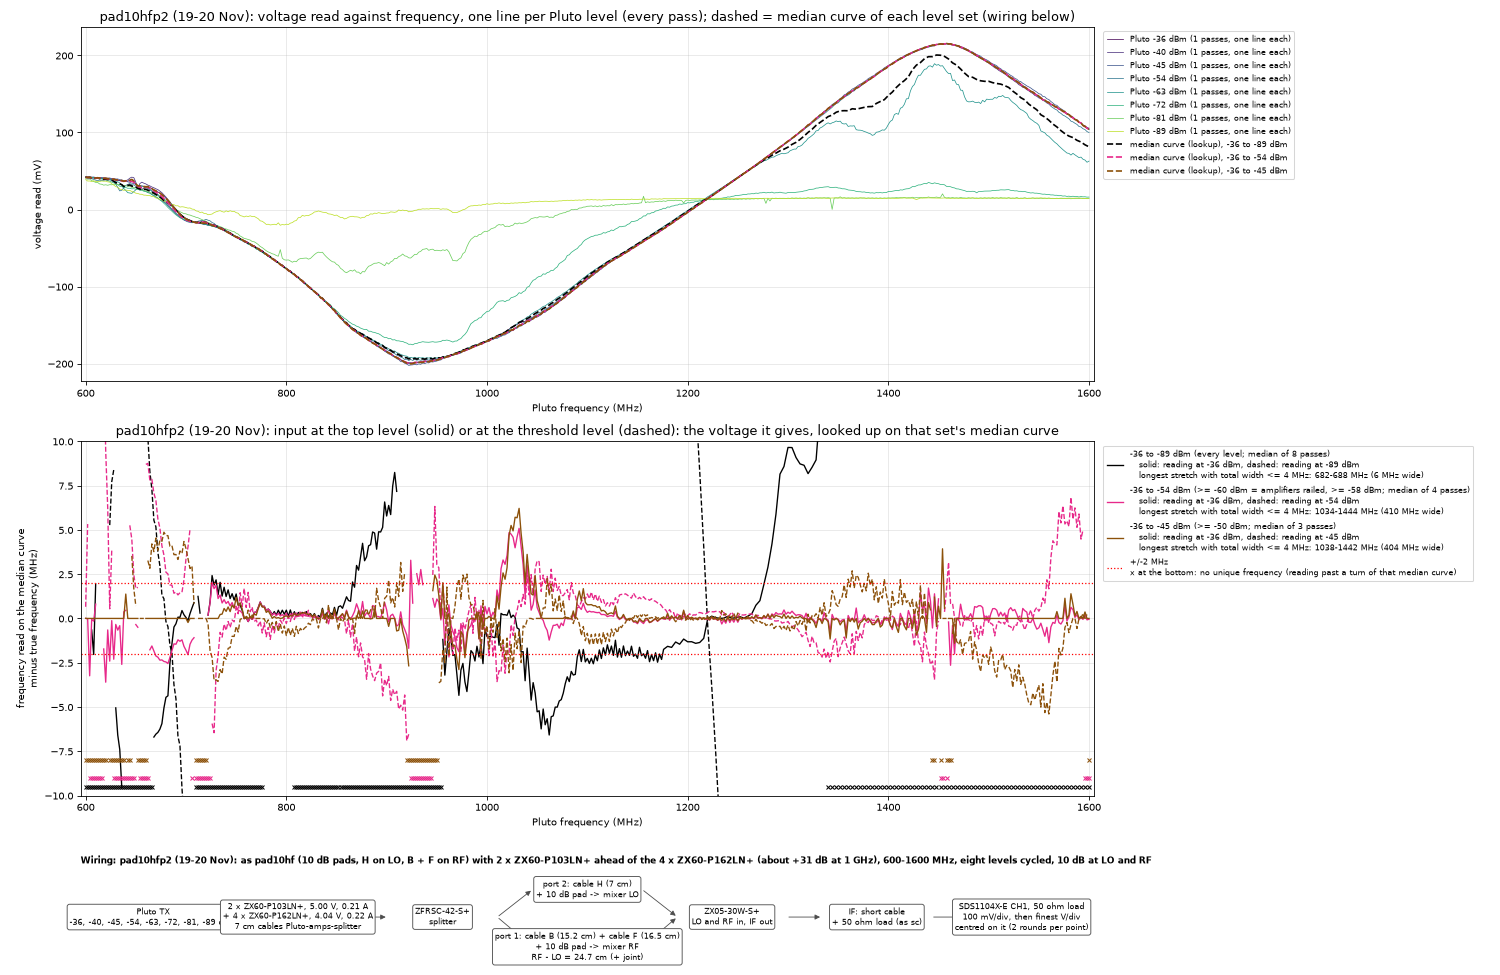 pad10hfp2 (19-20 Nov): voltage read against frequency, one line per Pluto level (every pass); dashed = median curve of each level set (wiring below)
voltage read (mV)
200
100
0
−100
−200
600
800
1000
1200
1400
1600
Pluto frequency (MHz)
Pluto -36 dBm (1 passes, one line each)
Pluto -40 dBm (1 passes, one line each)
Pluto -45 dBm (1 passes, one line each)
Pluto -54 dBm (1 passes, one line each)
Pluto -63 dBm (1 passes, one line each)
Pluto -72 dBm (1 passes, one line each)
Pluto -81 dBm (1 passes, one line each)
Pluto -89 dBm (1 passes, one line each)
median curve (lookup), -36 to -89 dBm
median curve (lookup), -36 to -54 dBm
median curve (lookup), -36 to -45 dBm
pad10hfp2 (19-20 Nov): input at the top level (solid) or at the threshold level (dashed): the voltage it gives, looked up on that set's median curve
frequency read on the median curve
minus true frequency (MHz)
10.0
7.5
5.0
2.5
0.0
−2.5
−5.0
−7.5
−10.0
600
800
1000
1200
1400
1600
Pluto frequency (MHz)
-36 to -89 dBm (every level; median of 8 passes)
solid: reading at -36 dBm, dashed: reading at -89 dBm
longest stretch with total width <= 4 MHz: 682-688 MHz (6 MHz wide)
-36 to -54 dBm (>= -60 dBm = amplifiers railed, >= -58 dBm; median of 4 passes)
solid: reading at -36 dBm, dashed: reading at -54 dBm
longest stretch with total width <= 4 MHz: 1034-1444 MHz (410 MHz wide)
-36 to -45 dBm (>= -50 dBm; median of 3 passes)
solid: reading at -36 dBm, dashed: reading at -45 dBm
longest stretch with total width <= 4 MHz: 1038-1442 MHz (404 MHz wide)
+/-2 MHz
x at the bottom: no unique frequency (reading past a turn of that median curve)
Wiring: pad10hfp2 (19-20 Nov): as pad10hf (10 dB pads, H on LO, B + F on RF) with 2 x ZX60-P103LN+ ahead of the 4 x ZX60-P162LN+ (about +31 dB at 1 GHz), 600-1600 MHz, eight levels cycled, 10 dB at LO and RF
Pluto TX
-36, -40, -45, -54, -63, -72, -81, -89
2 x ZX60-P103LN+, 5.00 V, 0.21 A
+ 4 x ZX60-P162LN+, 4.04 V, 0.22 A
7 cm cables Pluto-amps-splitter
ZFRSC-42-S+
splitter
port 2: cable H (7 cm)
+ 10 dB pad -> mixer LO
port 1: cable B (15.2 cm) + cable F (16.5 cm)
+ 10 dB pad -> mixer RF
RF - LO = 24.7 cm (+ joint)
ZX05-30W-S+
LO and RF in, IF out
IF: short cable
+ 50 ohm load (as sc)
SDS1104X-E CH1, 50 ohm load
100 mV/div, then finest V/div
centred on it (2 rounds per point)